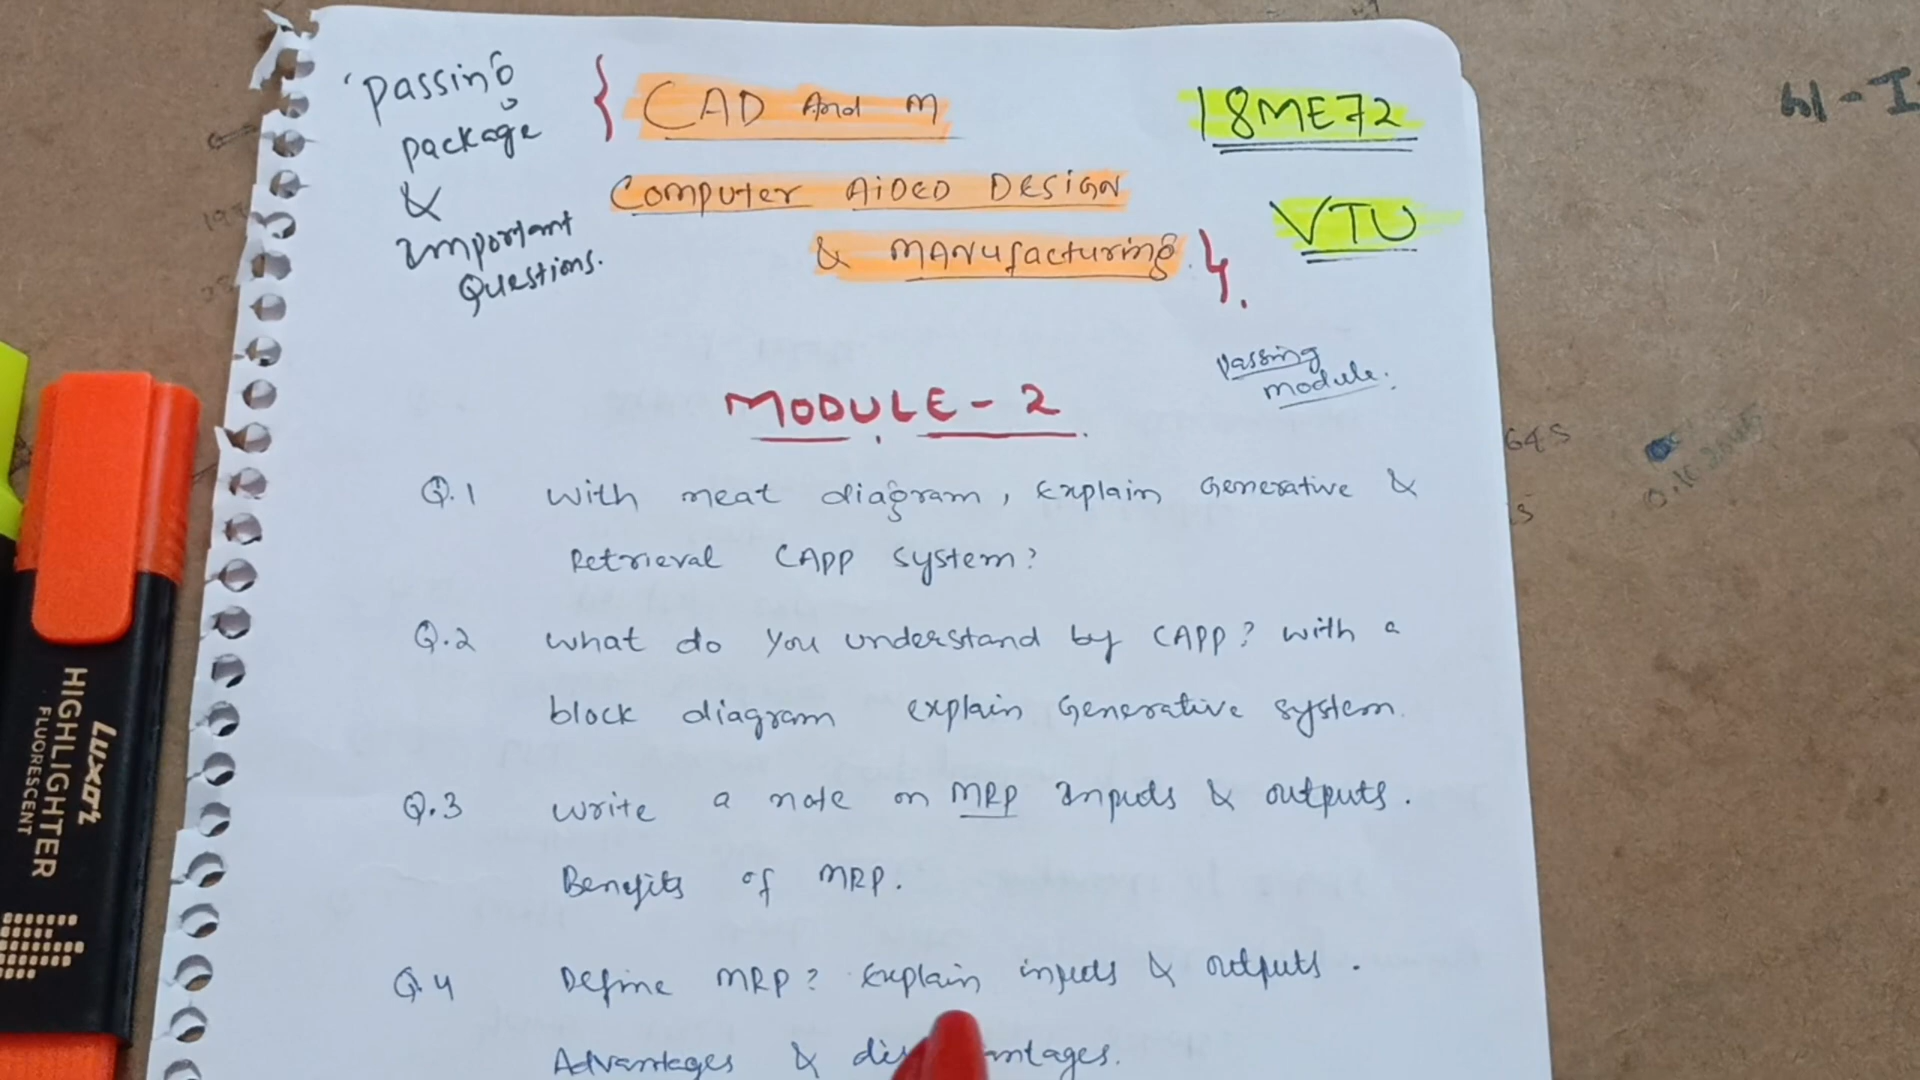 'Passing
package
&
Important
Questions.
{ CAD And M
Computer AIDED DESIGN
& MANufacturing. }.
18ME72
VTU
Passing
module.
MODULE - 2
Q.1 With neat diagram, Explain Generative &
Retrieval CAPP system?
Q.2 What do you understand by CAPP? With a
block diagram explain Generative system.
Q.3 Write a note on MRP Inputs & outputs.
Benefits of MRP.
Q.4 Define MRP? Explain inputs & outputs.
Advantages &
LUXOR
HIGHLIGHTER
FLUORESCENT